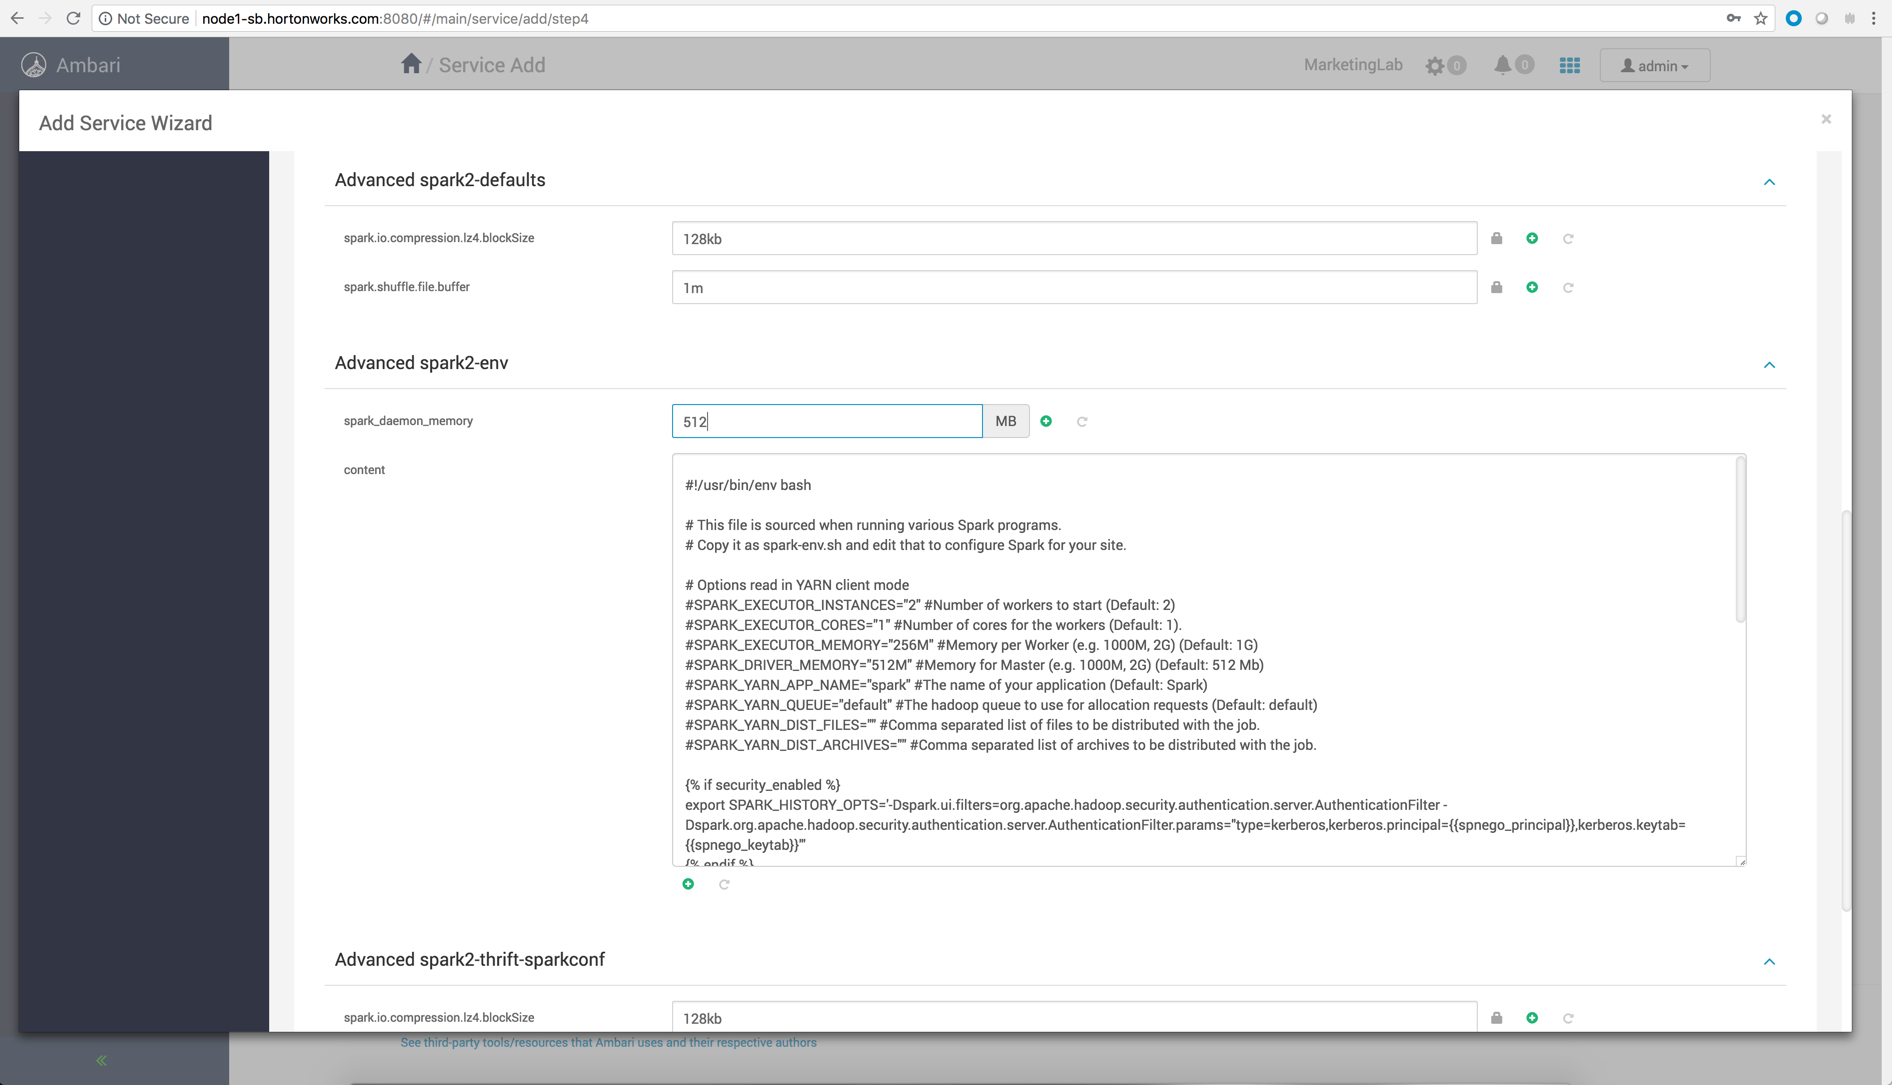 Not Secure
node1-sb.hortonworks.com:8080/#/main/service/add/step4
Ambari
/ Service Add
MarketingLab
0
0
admin
Add Service Wizard
×
Advanced spark2-defaults
spark.io.compression.lz4.blockSize
128kb
spark.shuffle.file.buffer
1m
Advanced spark2-env
spark_daemon_memory
512
MB
content
#!/usr/bin/env bash
# This file is sourced when running various Spark programs.
# Copy it as spark-env.sh and edit that to configure Spark for your site.
# Options read in YARN client mode
#SPARK_EXECUTOR_INSTANCES="2" #Number of workers to start (Default: 2)
#SPARK_EXECUTOR_CORES="1" #Number of cores for the workers (Default: 1).
#SPARK_EXECUTOR_MEMORY="256M" #Memory per Worker (e.g. 1000M, 2G) (Default: 1G)
#SPARK_DRIVER_MEMORY="512M" #Memory for Master (e.g. 1000M, 2G) (Default: 512 Mb)
#SPARK_YARN_APP_NAME="spark" #The name of your application (Default: Spark)
#SPARK_YARN_QUEUE="default" #The hadoop queue to use for allocation requests (Default: default)
#SPARK_YARN_DIST_FILES="" #Comma separated list of files to be distributed with the job.
#SPARK_YARN_DIST_ARCHIVES="" #Comma separated list of archives to be distributed with the job.
{% if security_enabled %}
export SPARK_HISTORY_OPTS='-Dspark.ui.filters=org.apache.hadoop.security.authentication.server.AuthenticationFilter -
Dspark.org.apache.hadoop.security.authentication.server.AuthenticationFilter.params="type=kerberos,kerberos.principal={{spnego_principal}},kerberos.keytab=
{{spnego_keytab}}"'
{% endif %}
Advanced spark2-thrift-sparkconf
spark.io.compression.lz4.blockSize
128kb
See third-party tools/resources that Ambari uses and their respective authors